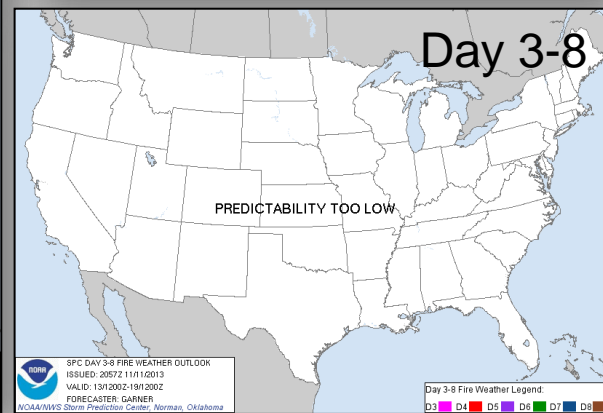 Day 3-8
PREDICTABILITY TOO LOW
NOAA
SPC DAY 3-8 FIRE WEATHER OUTLOOK
ISSUED: 2057Z 11/11/2013
VALID: 13/1200Z-19/1200Z
FORECASTER: GARNER
NOAA/NWS Storm Prediction Center, Norman, Oklahoma
Day 3-8 Fire Weather Legend:
D3 D4 D5 D6 D7 D8